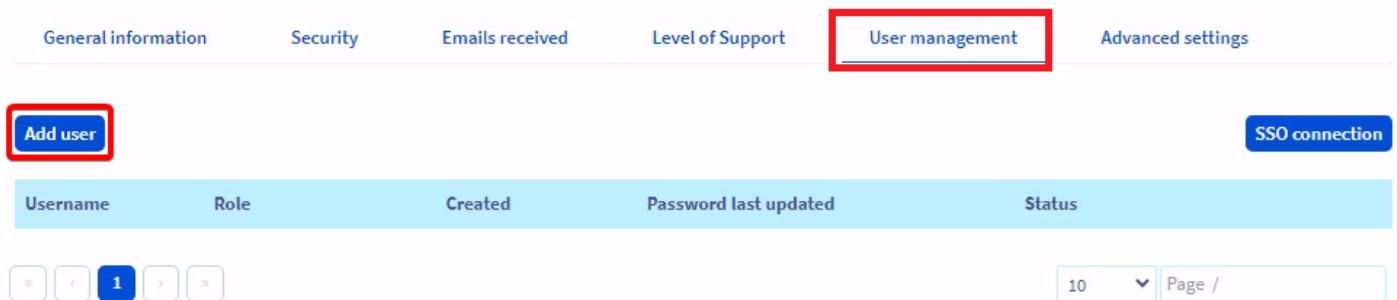 General information Security Emails received Level of Support User management Advanced settings
Add user SSO connection
Username Role Created Password last updated Status
« ‹ 1 › » 10 Page /